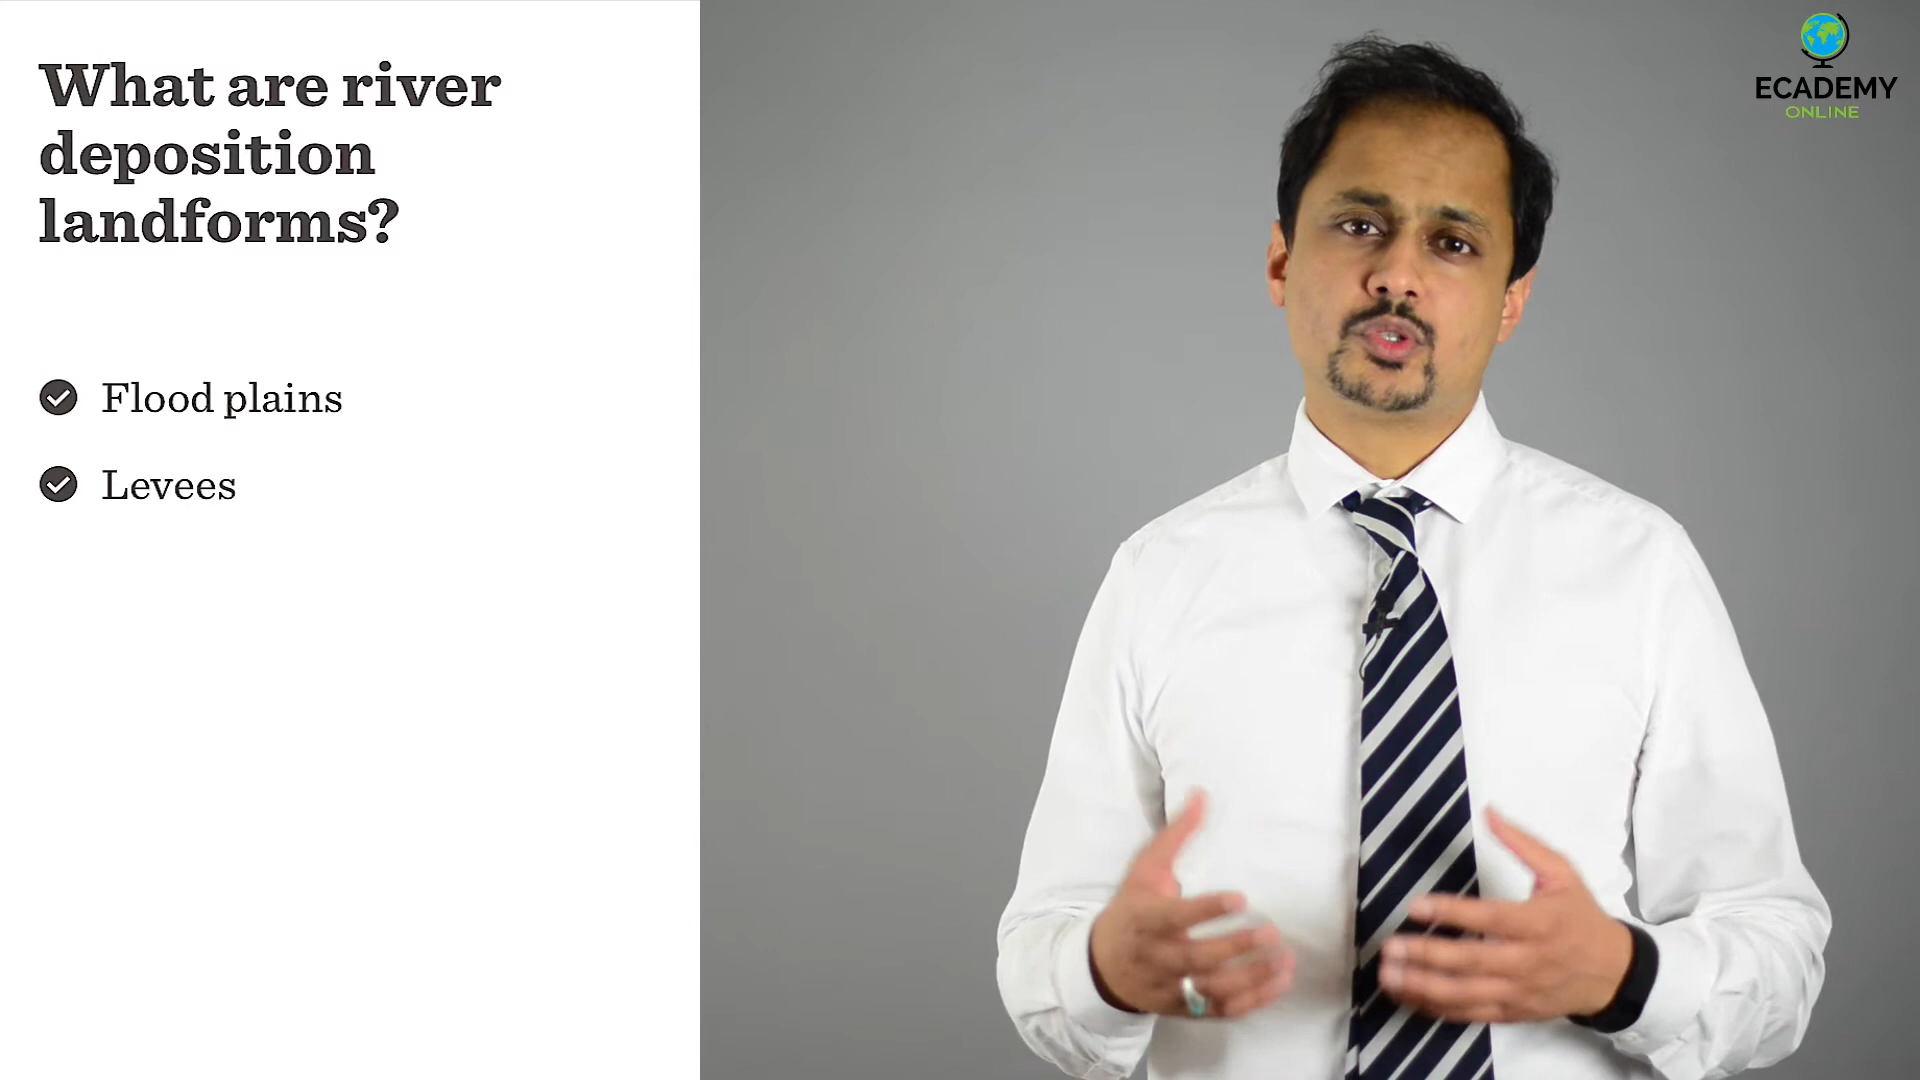 What are river
deposition
landforms?
Flood plains
Levees
ECADEMY
ONLINE